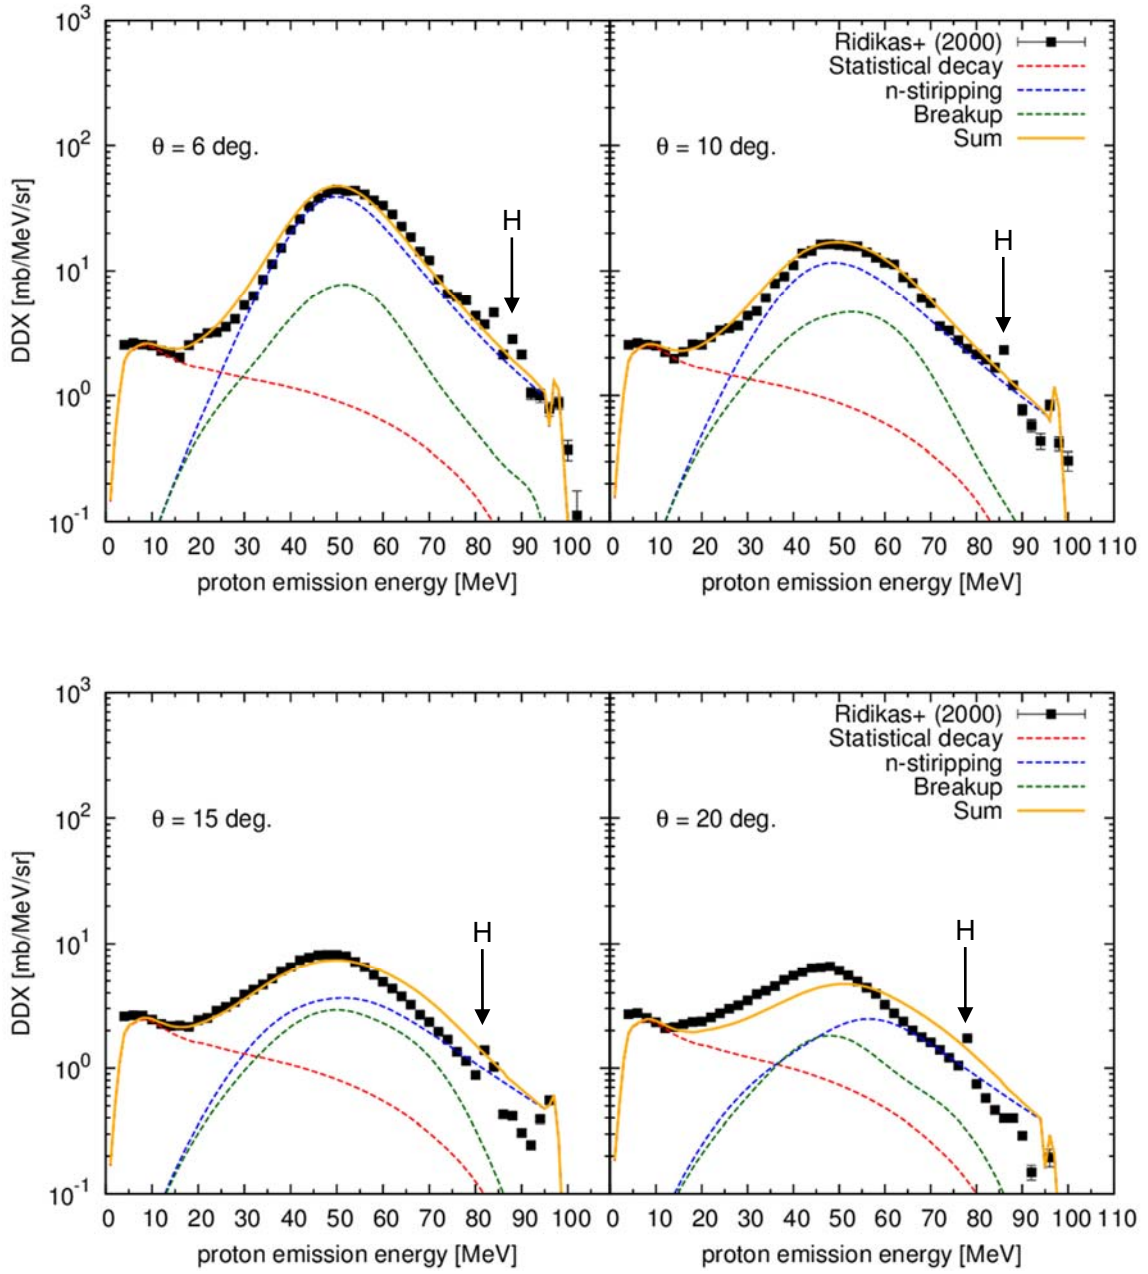 10³
10²
10¹
10⁰
10⁻¹
DDX [mb/MeV/sr]
θ = 6 deg.
H
0 10 20 30 40 50 60 70 80 90 100
proton emission energy [MeV]
Ridikas+ (2000)
Statistical decay
n-stiripping
Breakup
Sum
θ = 10 deg.
H
0 10 20 30 40 50 60 70 80 90 100 110
proton emission energy [MeV]
10³
10²
10¹
10⁰
10⁻¹
DDX [mb/MeV/sr]
θ = 15 deg.
H
0 10 20 30 40 50 60 70 80 90 100
proton emission energy [MeV]
Ridikas+ (2000)
Statistical decay
n-stiripping
Breakup
Sum
θ = 20 deg.
H
0 10 20 30 40 50 60 70 80 90 100 110
proton emission energy [MeV]